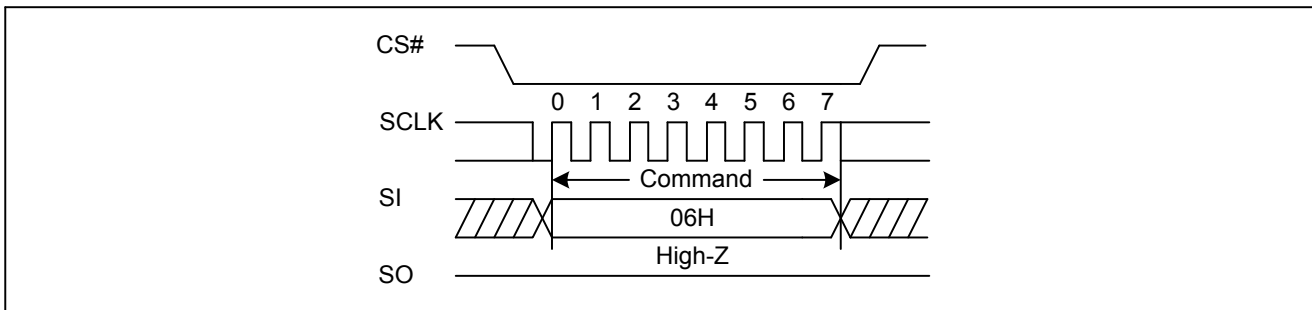 CS#
0 1 2 3 4 5 6 7
SCLK
Command
SI
06H
High-Z
SO